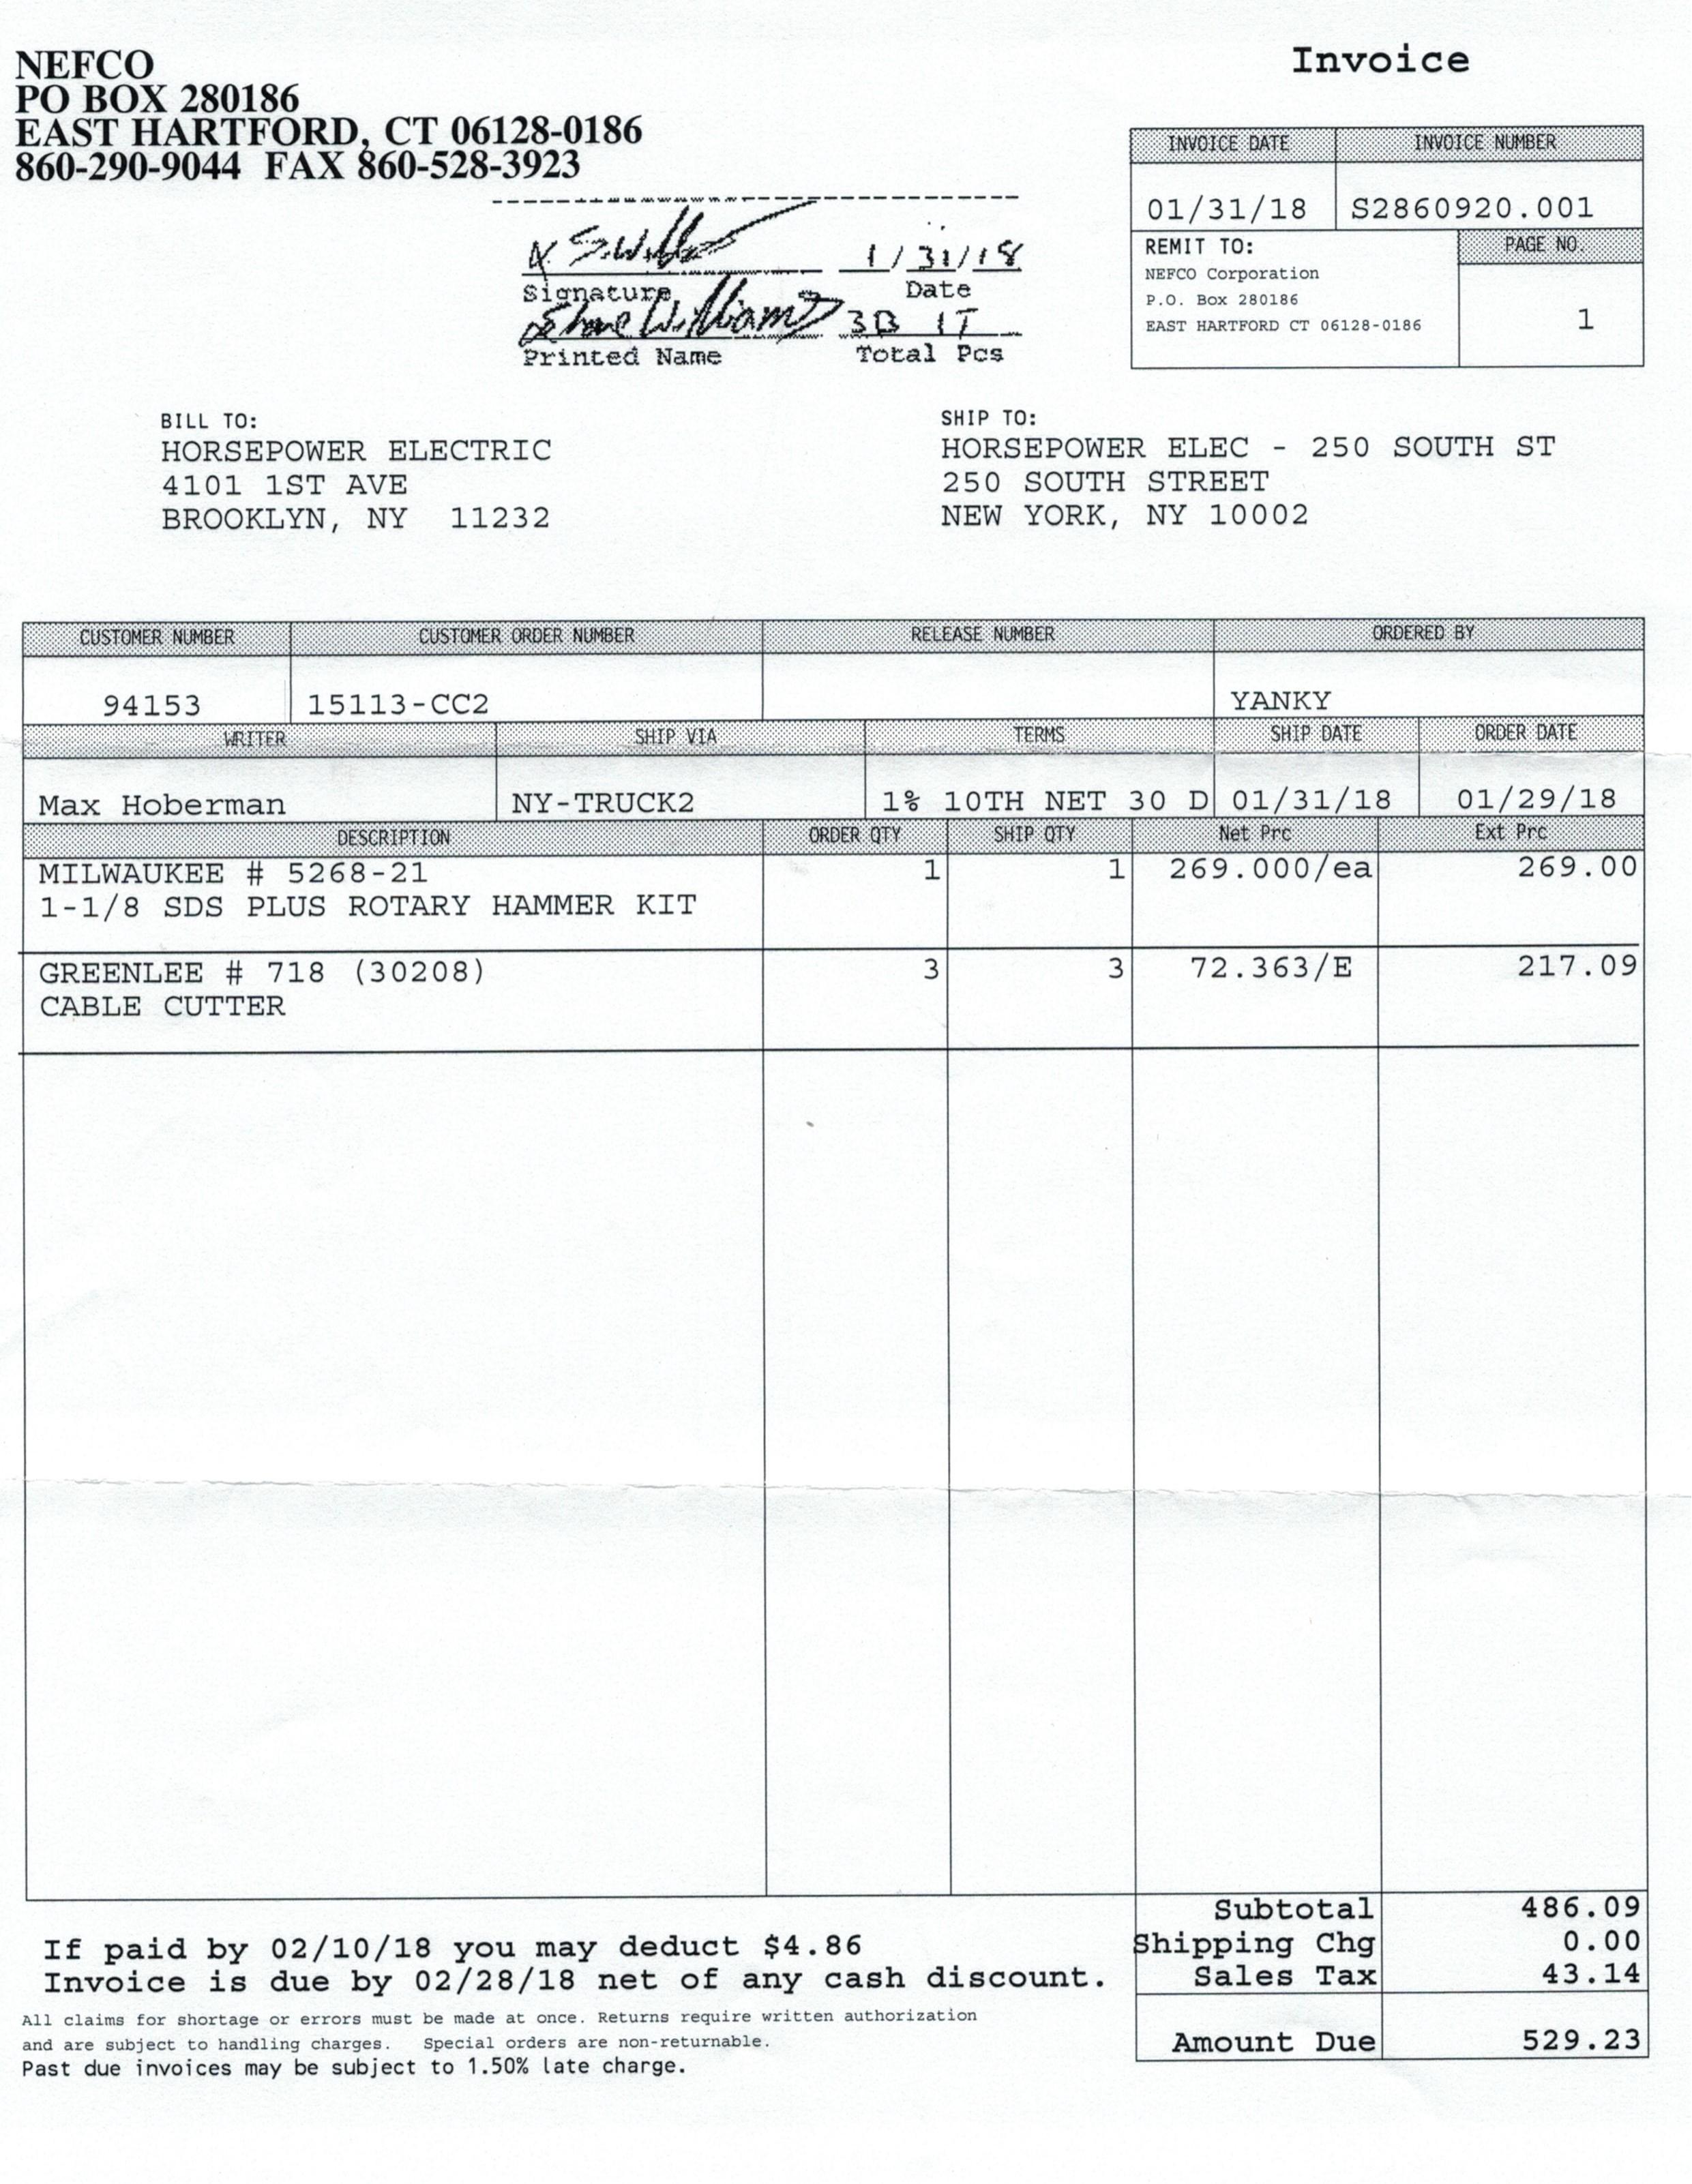 NEFCO
PO BOX 280186
EAST HARTFORD, CT 06128-0186
860-290-9044 FAX 860-528-3923
Invoice
INVOICE DATE INVOICE NUMBER
01/31/18 S2860920.001
REMIT TO: PAGE NO.
NEFCO Corporation
P.O. Box 280186
EAST HARTFORD CT 06128-0186
1
1/31/18
Signature Date
Shane Williams 3B 1T
Printed Name Total Pcs
BILL TO:
HORSEPOWER ELECTRIC
4101 1ST AVE
BROOKLYN, NY 11232
SHIP TO:
HORSEPOWER ELEC - 250 SOUTH ST
250 SOUTH STREET
NEW YORK, NY 10002
CUSTOMER NUMBER CUSTOMER ORDER NUMBER RELEASE NUMBER ORDERED BY
94153 15113-CC2 YANKY
WRITER SHIP VIA TERMS SHIP DATE ORDER DATE
Max Hoberman NY-TRUCK2 1% 10TH NET 30 D 01/31/18 01/29/18
DESCRIPTION ORDER QTY SHIP QTY Net Prc Ext Prc
MILWAUKEE # 5268-21 1 1 269.000/ea 269.00
1-1/8 SDS PLUS ROTARY HAMMER KIT
GREENLEE # 718 (30208) 3 3 72.363/E 217.09
CABLE CUTTER
Subtotal 486.09
Shipping Chg 0.00
Sales Tax 43.14
Amount Due 529.23
If paid by 02/10/18 you may deduct $4.86
Invoice is due by 02/28/18 net of any cash discount.
All claims for shortage or errors must be made at once. Returns require written authorization
and are subject to handling charges. Special orders are non-returnable.
Past due invoices may be subject to 1.50% late charge.